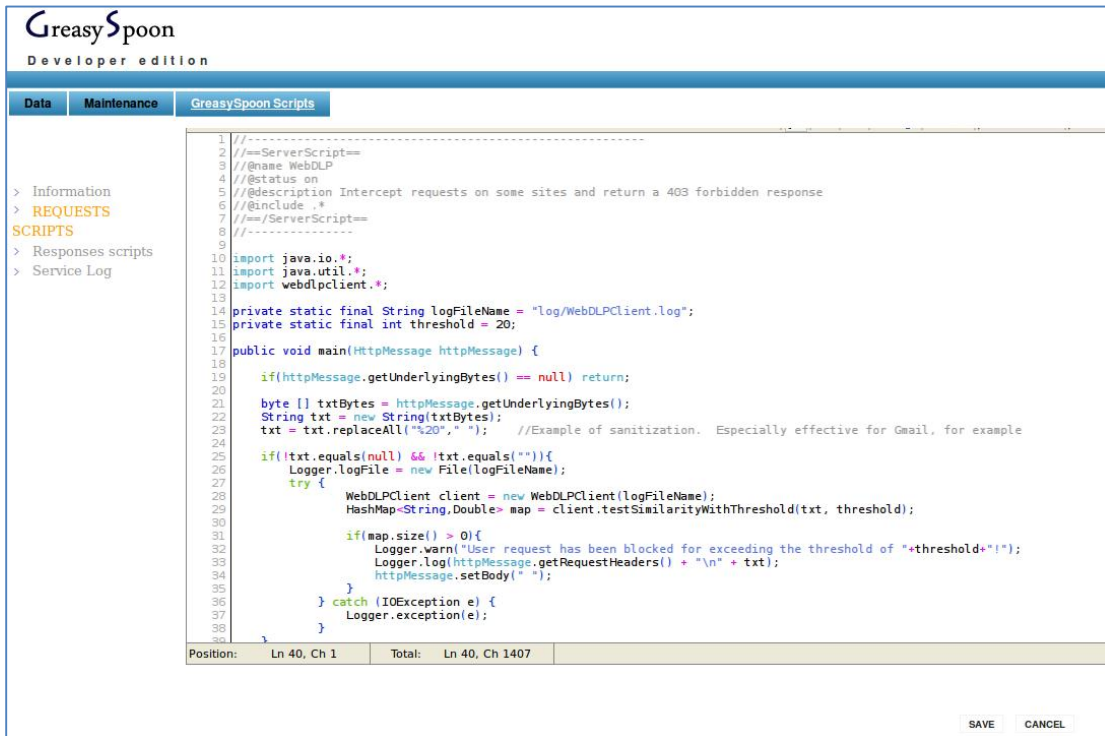 GreasySpoon
Developer edition
Data Maintenance GreasySpoon Scripts
> Information
> REQUESTS
SCRIPTS
> Responses scripts
> Service Log
1 //-------------------------------------------------------
2 //==ServerScript==
3 //@name WebDLP
4 //@status on
5 //@description Intercept requests on some sites and return a 403 forbidden response
6 //@include .*
7 //==/ServerScript==
8 //---------------
9
10 import java.io.*;
11 import java.util.*;
12 import webdlpclient.*;
13
14 private static final String logFileName = "log/WebDLPClient.log";
15 private static final int threshold = 20;
16
17 public void main(HttpMessage httpMessage) {
18
19 if(httpMessage.getUnderlyingBytes() == null) return;
20
21 byte [] txtBytes = httpMessage.getUnderlyingBytes();
22 String txt = new String(txtBytes);
23 txt = txt.replaceAll("%20"," "); //Example of sanitization. Especially effective for Gmail, for example
24
25 if(!txt.equals(null) && !txt.equals("")){
26 Logger.logFile = new File(logFileName);
27 try {
28 WebDLPClient client = new WebDLPClient(logFileName);
29 HashMap<String,Double> map = client.testSimilarityWithThreshold(txt, threshold);
30
31 if(map.size() > 0){
32 Logger.warn("User request has been blocked for exceeding the threshold of "+threshold+"!");
33 Logger.log(httpMessage.getRequestHeaders() + "\n" + txt);
34 httpMessage.setBody(" ");
35 }
36 } catch (IOException e) {
37 Logger.exception(e);
38 }
39 }
Position: Ln 40, Ch 1 Total: Ln 40, Ch 1407
SAVE CANCEL